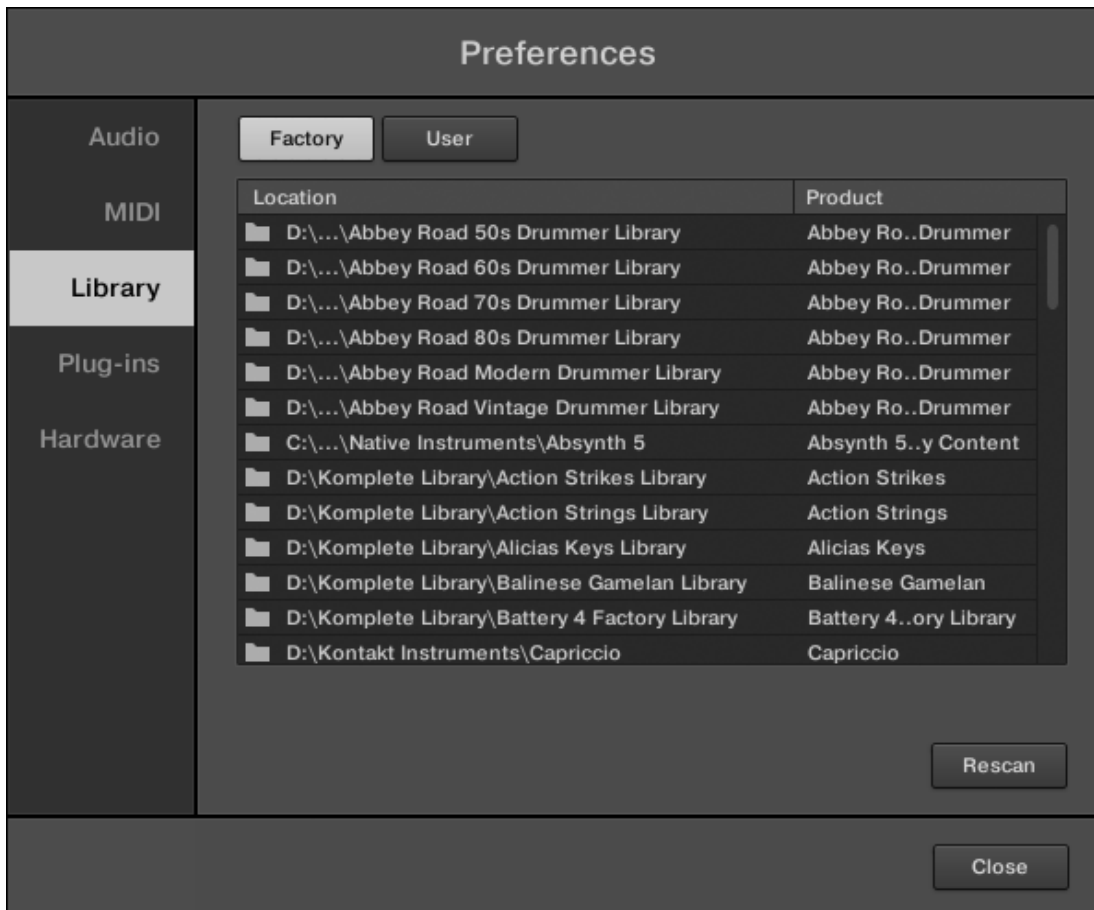 Preferences
Audio
MIDI
Library
Plug-ins
Hardware
Factory User
Location Product
D:\...\Abbey Road 50s Drummer Library Abbey Ro..Drummer
D:\...\Abbey Road 60s Drummer Library Abbey Ro..Drummer
D:\...\Abbey Road 70s Drummer Library Abbey Ro..Drummer
D:\...\Abbey Road 80s Drummer Library Abbey Ro..Drummer
D:\...\Abbey Road Modern Drummer Library Abbey Ro..Drummer
D:\...\Abbey Road Vintage Drummer Library Abbey Ro..Drummer
C:\...\Native Instruments\Absynth 5 Absynth 5..y Content
D:\Komplete Library\Action Strikes Library Action Strikes
D:\Komplete Library\Action Strings Library Action Strings
D:\Komplete Library\Alicias Keys Library Alicias Keys
D:\Komplete Library\Balinese Gamelan Library Balinese Gamelan
D:\Komplete Library\Battery 4 Factory Library Battery 4..ory Library
D:\Kontakt Instruments\Capriccio Capriccio
Rescan
Close